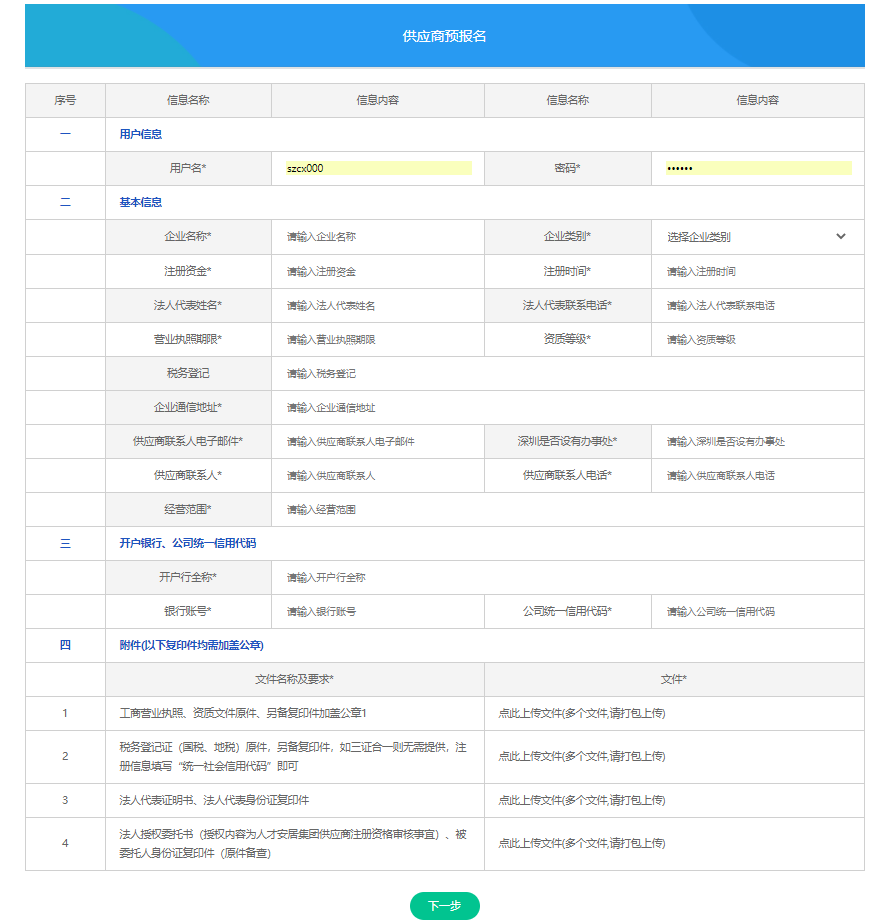 供应商预报名
序号 信息名称 信息内容 信息名称 信息内容
一 用户信息
用户名* szcx000 密码* ••••••
二 基本信息
企业名称* 请输入企业名称 企业类别* 选择企业类别
注册资金* 请输入注册资金 注册时间* 请输入注册时间
法人代表姓名* 请输入法人代表姓名 法人代表联系电话* 请输入法人代表联系电话
营业执照期限* 请输入营业执照期限 资质等级* 请输入资质等级
税务登记 请输入税务登记
企业通信地址* 请输入企业通信地址
供应商联系人电子邮件* 请输入供应商联系人电子邮件 深圳是否设有办事处* 请输入深圳是否设有办事处
供应商联系人* 请输入供应商联系人 供应商联系人电话* 请输入供应商联系人电话
经营范围* 请输入经营范围
三 开户银行、公司统一信用代码
开户行全称* 请输入开户行全称
银行账号* 请输入银行账号 公司统一信用代码* 请输入公司统一信用代码
四 附件(以下复印件均需加盖公章)
文件名称及要求* 文件*
1 工商营业执照、资质文件原件、另备复印件加盖公章1 点此上传文件(多个文件,请打包上传)
2 税务登记证（国税、地税）原件，另备复印件，如三证合一则无需提供，注
册信息填写“统一社会信用代码”即可 点此上传文件(多个文件,请打包上传)
3 法人代表证明书、法人代表身份证复印件 点此上传文件(多个文件,请打包上传)
4 法人授权委托书（授权内容为人才安居集团供应商注册资格审核事宜）、被
委托人身份证复印件（原件备查） 点此上传文件(多个文件,请打包上传)
下一步